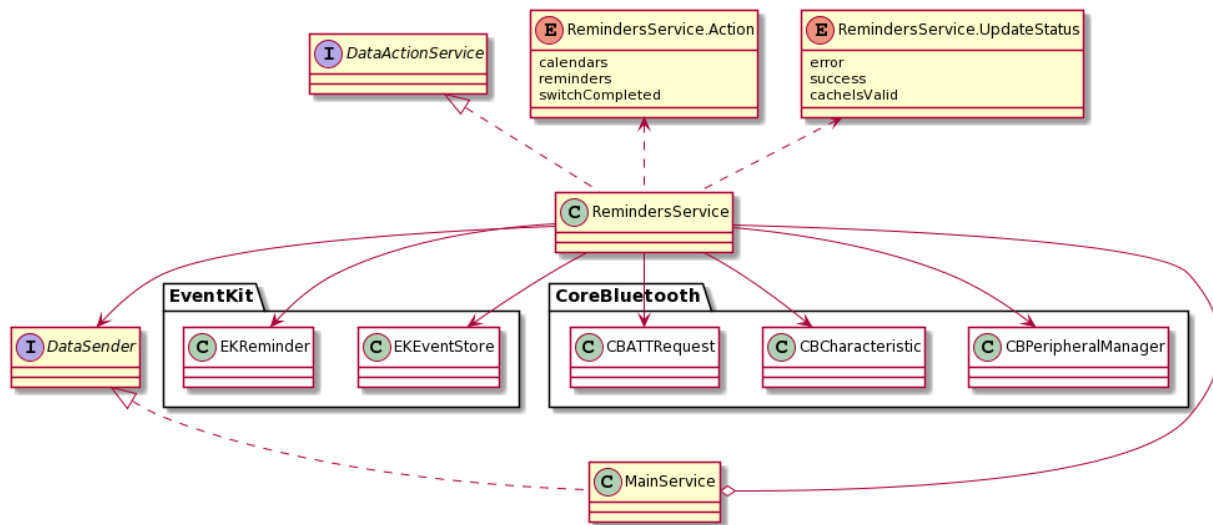 I DataActionService
E RemindersService.Action
calendars
reminders
switchCompleted
E RemindersService.UpdateStatus
error
success
cacheIsValid
C RemindersService
EventKit
CoreBluetooth
I DataSender
C EKReminder
C EKEventStore
C CBATTRequest
C CBCharacteristic
C CBPeripheralManager
C MainService